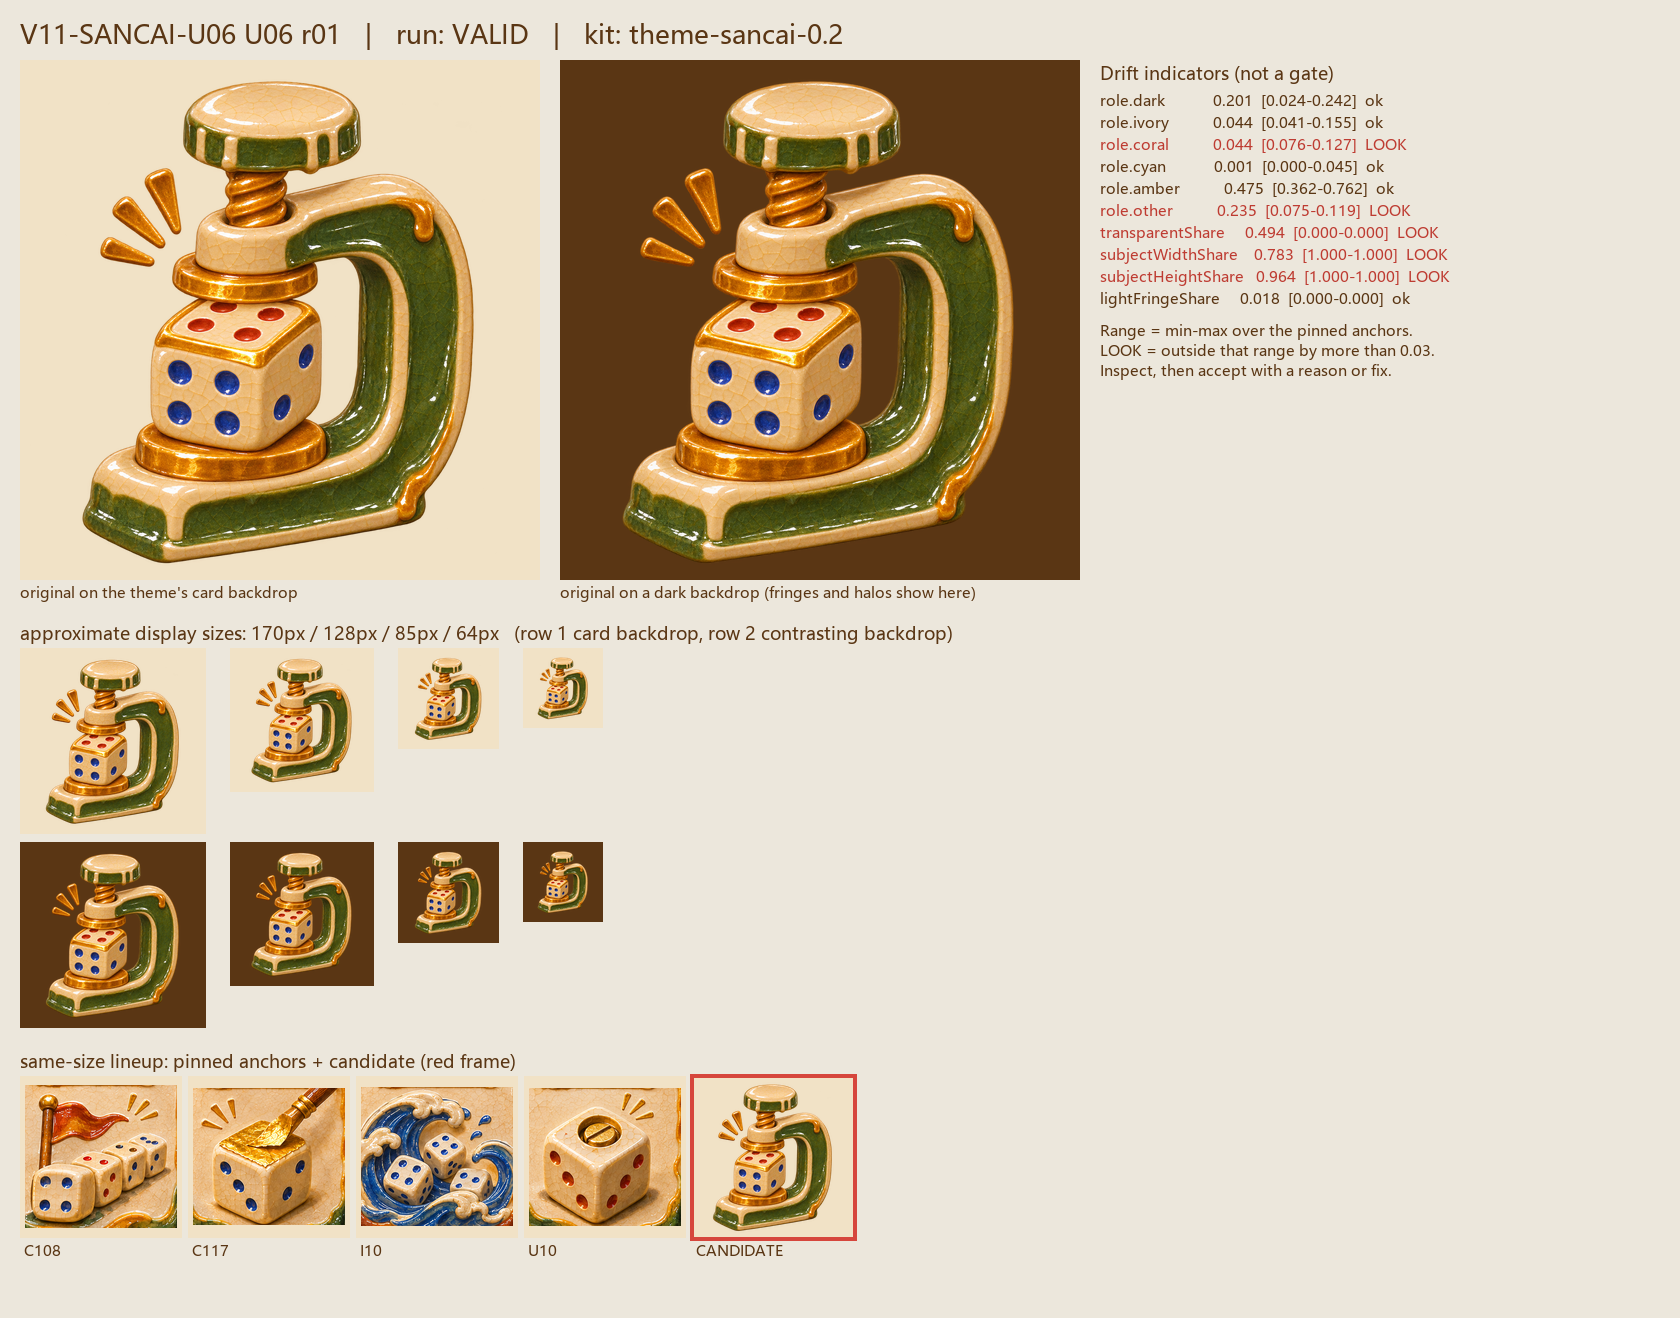 V11-SANCAI-U06 U06 r01 | run: VALID | kit: theme-sancai-0.2
Drift indicators (not a gate)
role.dark 0.201 [0.024-0.242] ok
role.ivory 0.044 [0.041-0.155] ok
role.coral 0.044 [0.076-0.127] LOOK
role.cyan 0.001 [0.000-0.045] ok
role.amber 0.475 [0.362-0.762] ok
role.other 0.235 [0.075-0.119] LOOK
transparentShare 0.494 [0.000-0.000] LOOK
subjectWidthShare 0.783 [1.000-1.000] LOOK
subjectHeightShare 0.964 [1.000-1.000] LOOK
lightFringeShare 0.018 [0.000-0.000] ok
Range = min-max over the pinned anchors.
LOOK = outside that range by more than 0.03.
Inspect, then accept with a reason or fix.
original on the theme's card backdrop
original on a dark backdrop (fringes and halos show here)
approximate display sizes: 170px / 128px / 85px / 64px (row 1 card backdrop, row 2 contrasting backdrop)
same-size lineup: pinned anchors + candidate (red frame)
C108
C117
I10
U10
CANDIDATE